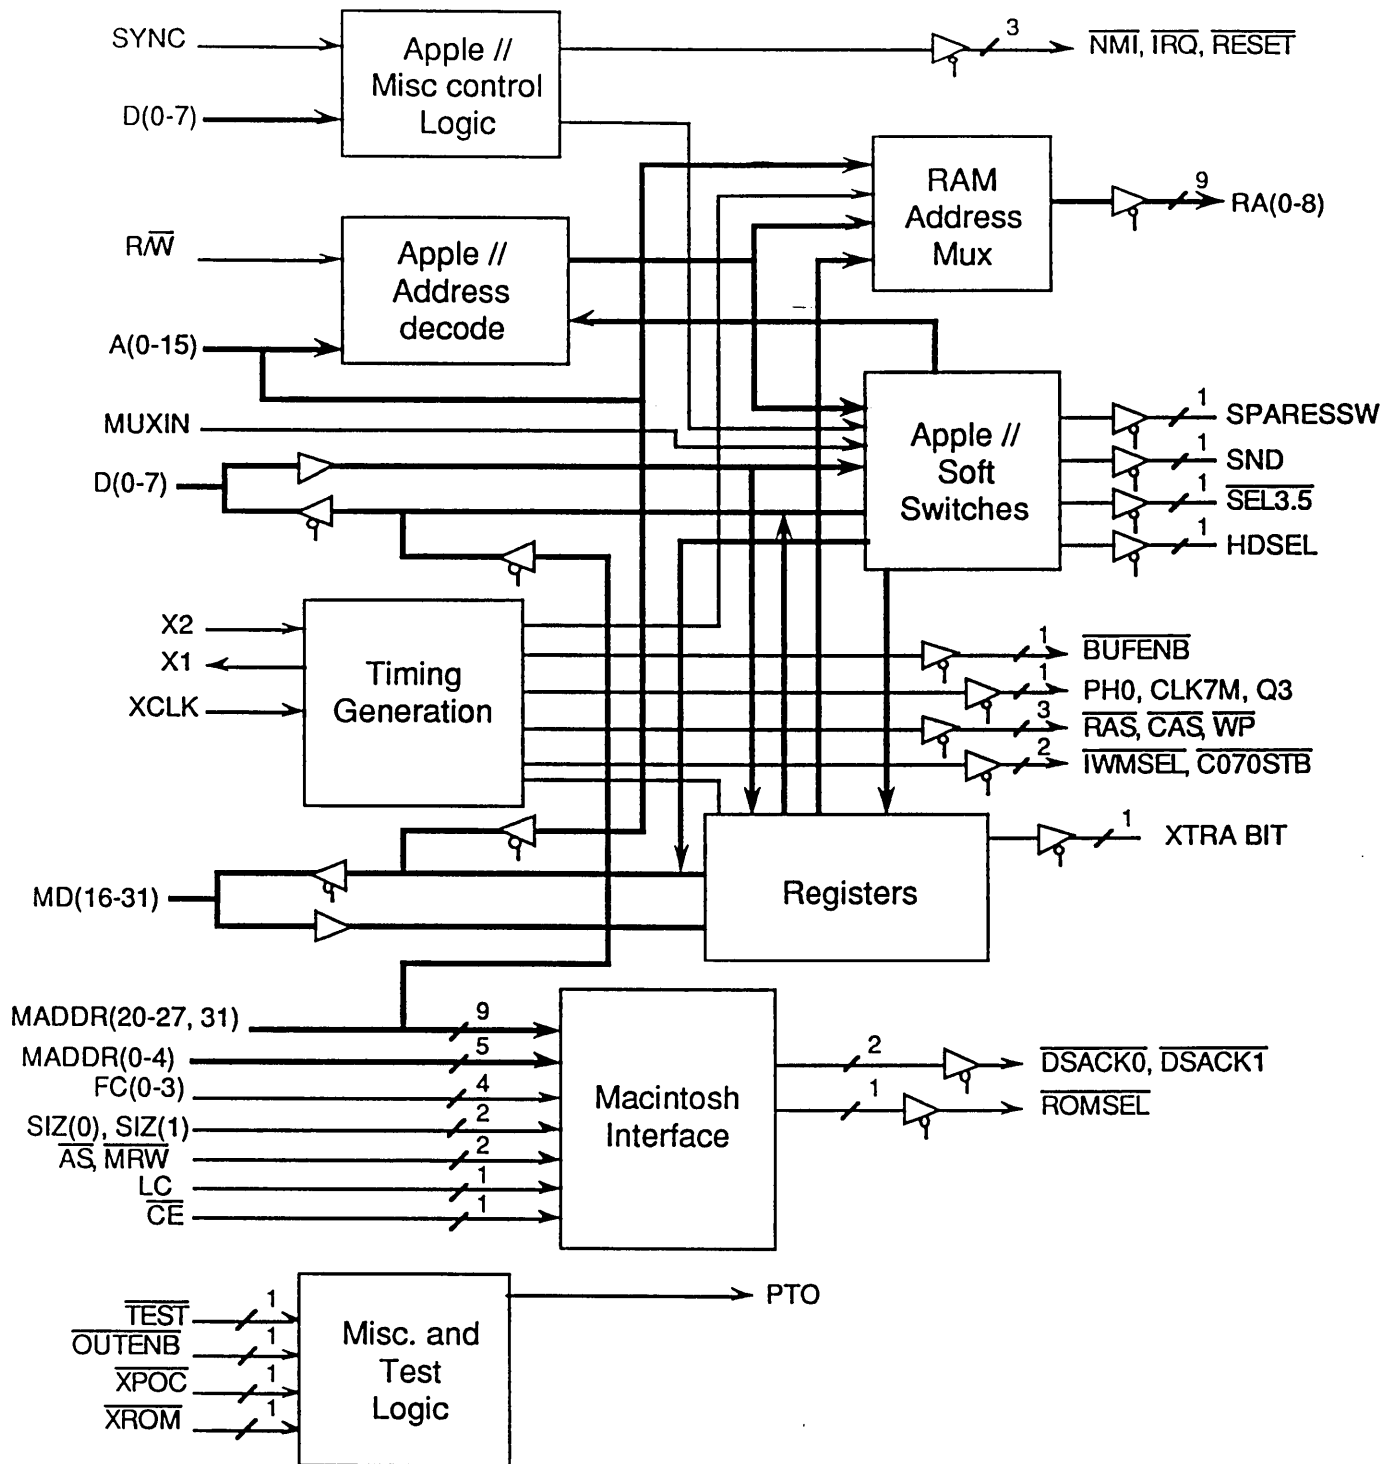 SYNC
D(0-7)
Apple //
Misc control
Logic
3
NMI, IRQ, RESET
R/W
A(0-15)
Apple //
Address
decode
RAM
Address
Mux
9
RA(0-8)
MUXIN
D(0-7)
Apple //
Soft
Switches
1
SPARESSW
1
SND
1
SEL3.5
1
HDSEL
X2
X1
XCLK
Timing
Generation
1
BUFENB
1
PH0, CLK7M, Q3
3
RAS, CAS, WP
2
IWMSEL, C070STB
MD(16-31)
Registers
1
XTRA BIT
MADDR(20-27, 31)
9
MADDR(0-4)
5
FC(0-3)
4
SIZ(0), SIZ(1)
2
AS, MRW
2
LC
1
CE
1
Macintosh
Interface
2
DSACK0, DSACK1
1
ROMSEL
TEST
1
OUTENB
1
XPOC
1
XROM
1
Misc. and
Test
Logic
PTO